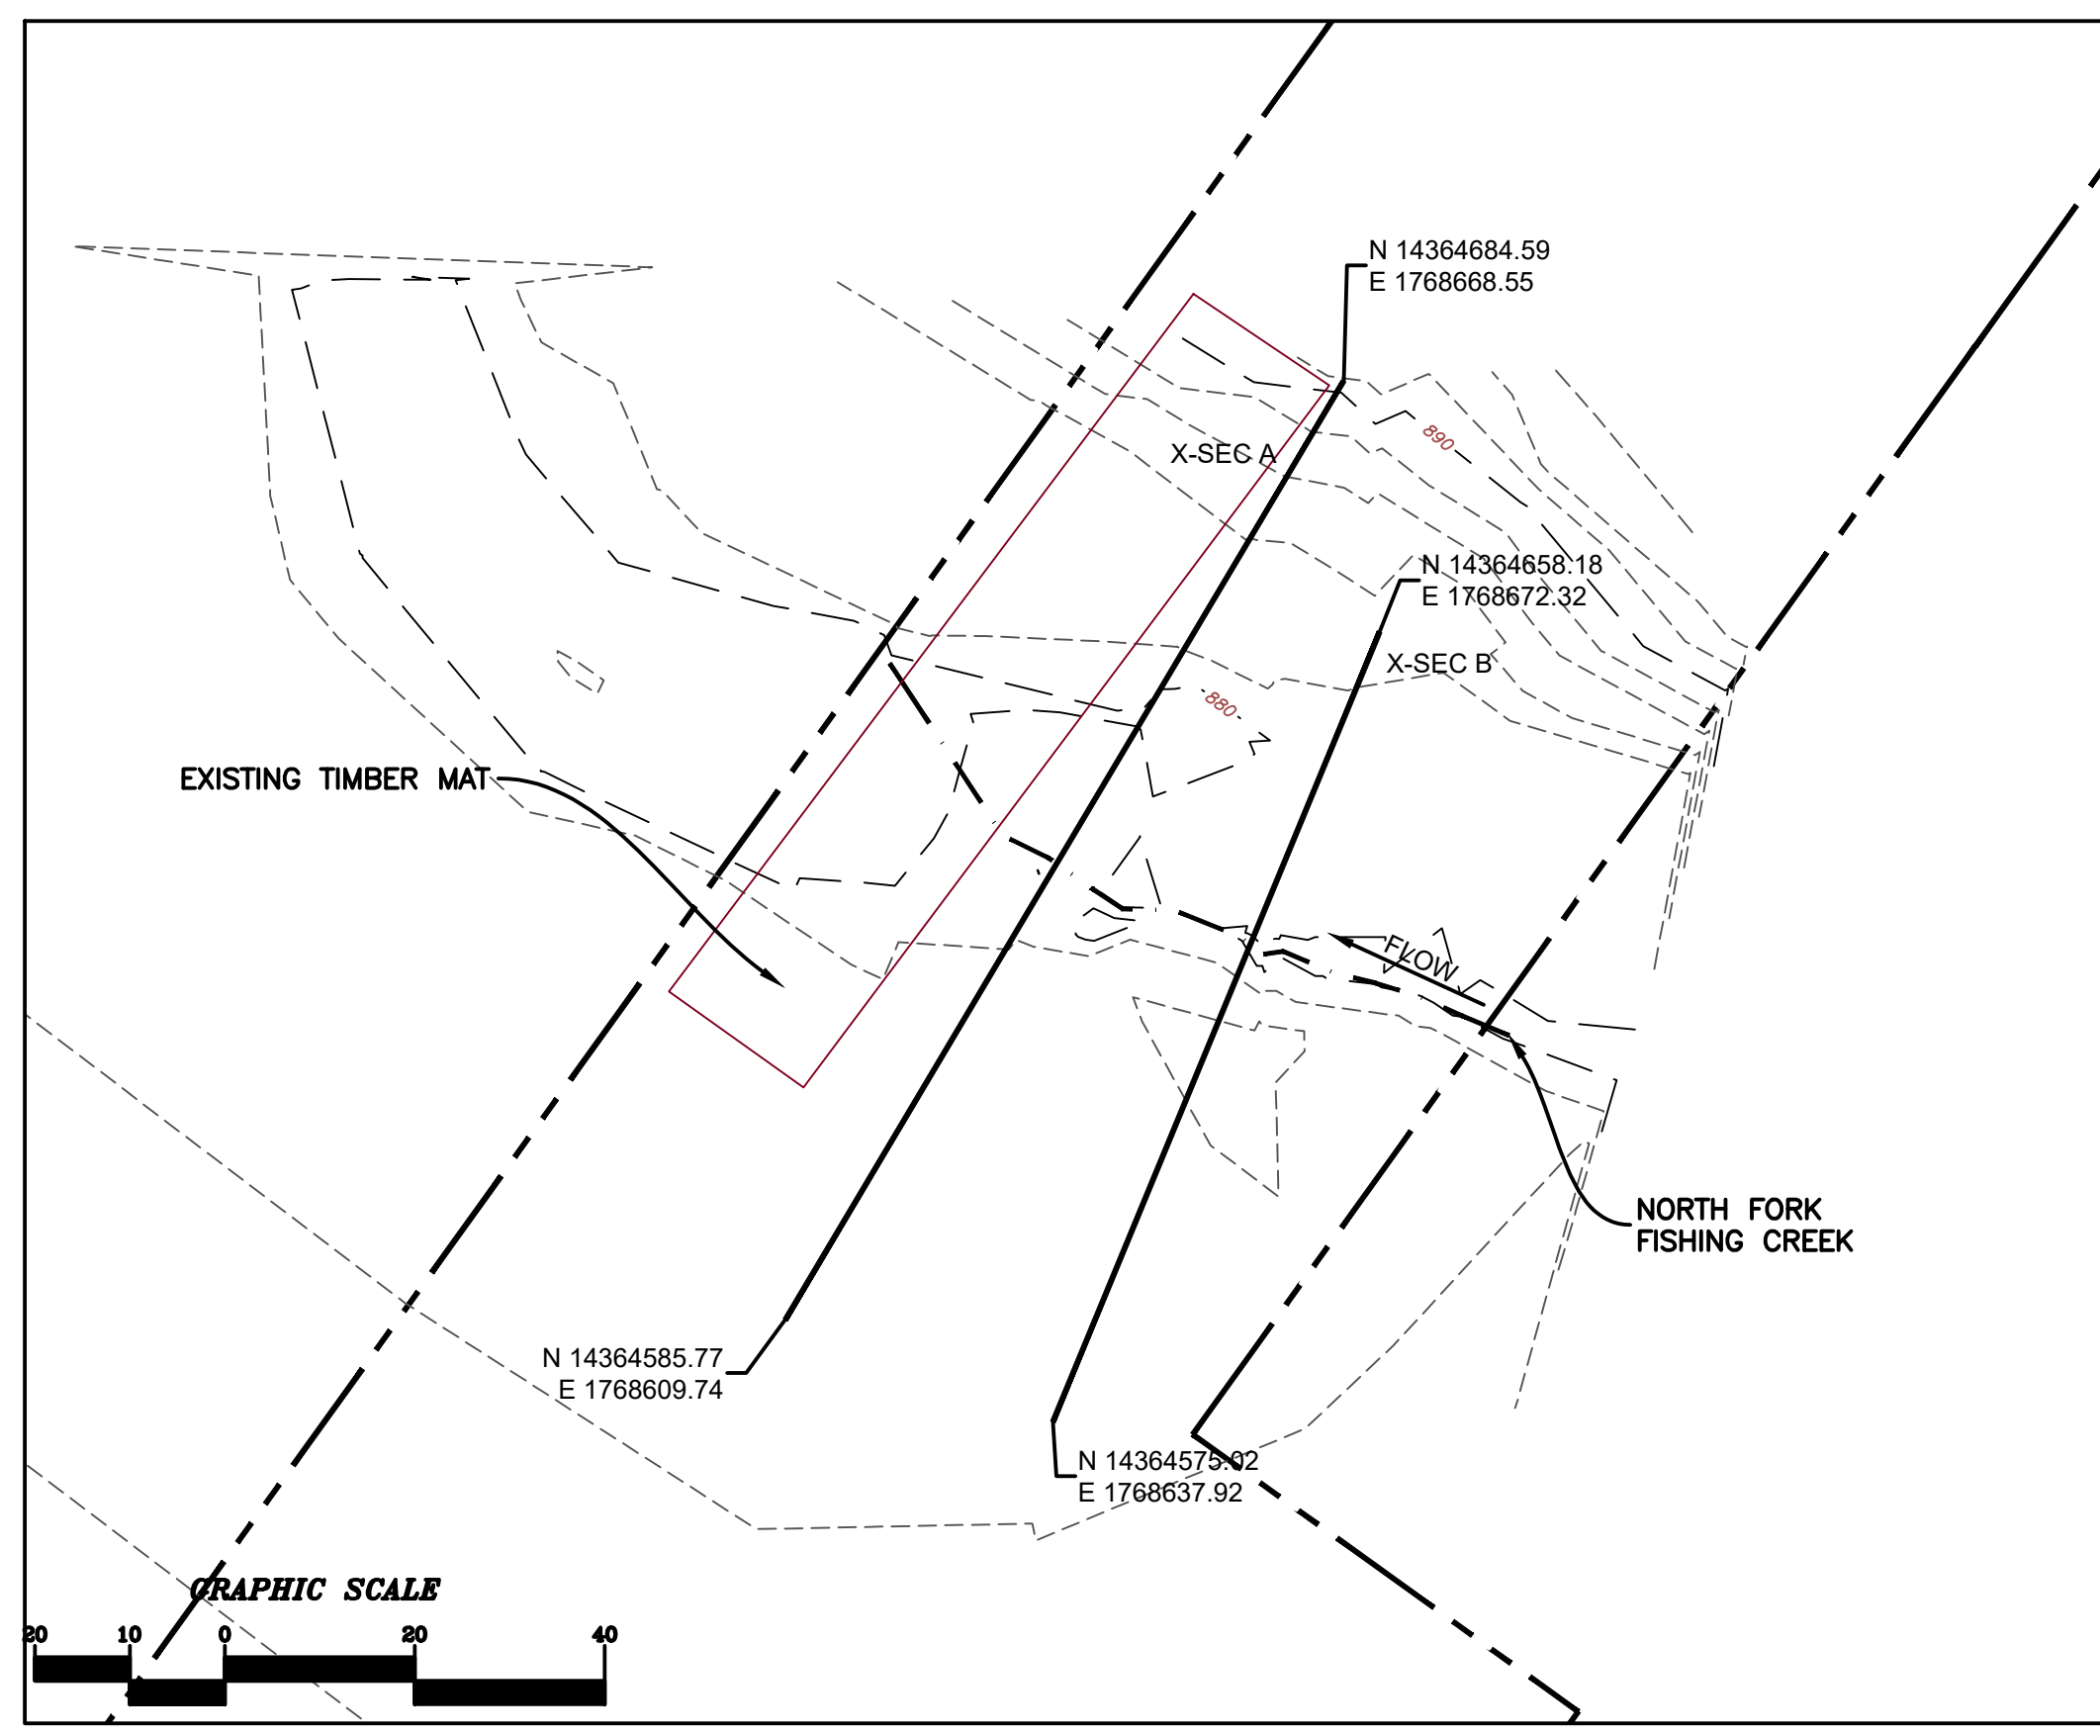 N 14364684.59
E 1768668.55
890
X-SEC A
N 14364658.18
E 1768672.32
X-SEC B
880
EXISTING TIMBER MAT
FLOW
NORTH FORK
FISHING CREEK
N 14364585.77
E 1768609.74
N 14364575.02
E 1768637.92
GRAPHIC SCALE
20 10 0 20 40